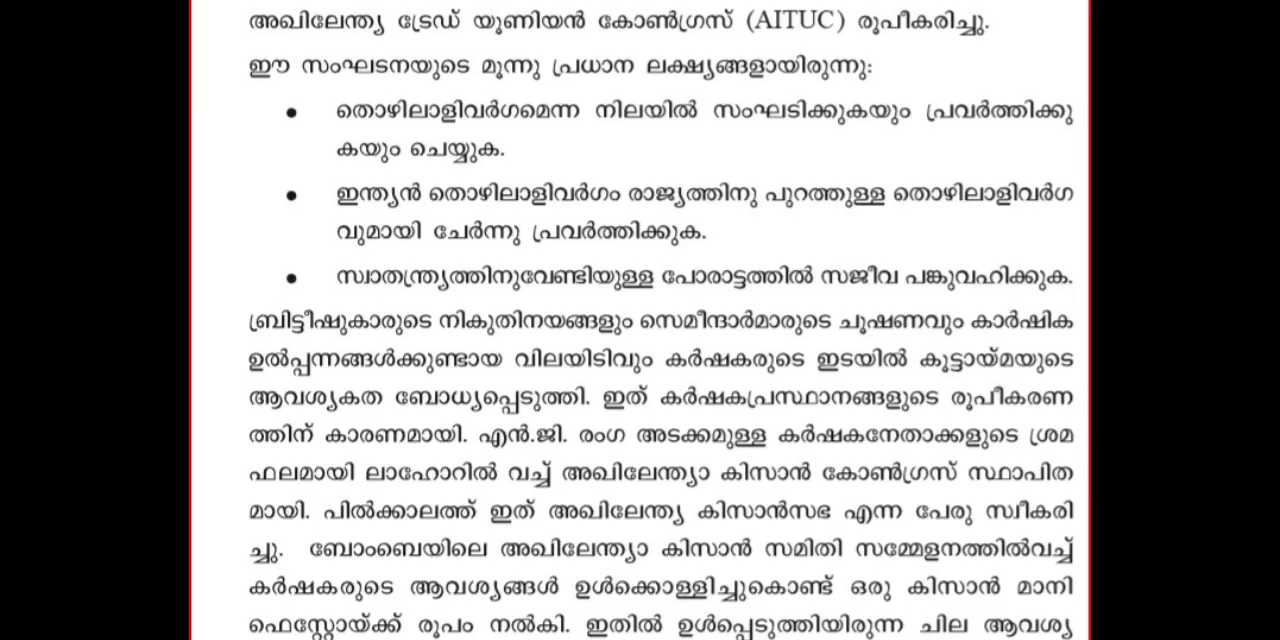 അഖിലേന്ത്യ ട്രേഡ് യൂണിയൻ കോൺഗ്രസ് (AITUC) രൂപീകരിച്ചു.
ഈ സംഘടനയുടെ മൂന്നു പ്രധാന ലക്ഷ്യങ്ങളായിരുന്നു:
• തൊഴിലാളിവർഗമെന്ന നിലയിൽ സംഘടിക്കുകയും പ്രവർത്തിക്കു
കയും ചെയ്യുക.
• ഇന്ത്യൻ തൊഴിലാളിവർഗം രാജ്യത്തിനു പുറത്തുള്ള തൊഴിലാളിവർഗ
വുമായി ചേർന്നു പ്രവർത്തിക്കുക.
• സ്വാതന്ത്ര്യത്തിനുവേണ്ടിയുള്ള പോരാട്ടത്തിൽ സജീവ പങ്കുവഹിക്കുക.
ബ്രിട്ടീഷുകാരുടെ നികുതിനയങ്ങളും സെമീന്ദാർമാരുടെ ചൂഷണവും കാർഷിക
ഉൽപ്പന്നങ്ങൾക്കുണ്ടായ വിലയിടിവും കർഷകരുടെ ഇടയിൽ കൂട്ടായ്മയുടെ
ആവശ്യകത ബോധ്യപ്പെടുത്തി. ഇത് കർഷകപ്രസ്ഥാനങ്ങളുടെ രൂപീകരണ
ത്തിന് കാരണമായി. എൻ.ജി. രംഗ അടക്കമുള്ള കർഷകനേതാക്കളുടെ ശ്രമ
ഫലമായി ലാഹോറിൽ വച്ച് അഖിലേന്ത്യാ കിസാൻ കോൺഗ്രസ് സ്ഥാപിത
മായി. പിൽക്കാലത്ത് ഇത് അഖിലേന്ത്യ കിസാൻസഭ എന്ന പേരു സ്വീകരി
ച്ചു. ബോംബെയിലെ അഖിലേന്ത്യാ കിസാൻ സമിതി സമ്മേളനത്തിൽവച്ച്
കർഷകരുടെ ആവശ്യങ്ങൾ ഉൾക്കൊള്ളിച്ചുകൊണ്ട് ഒരു കിസാൻ മാനി
ഫെസ്റ്റോയ്ക്ക് രൂപം നൽകി. ഇതിൽ ഉൾപ്പെടുത്തിയിരുന്ന ചില ആവശ്യ